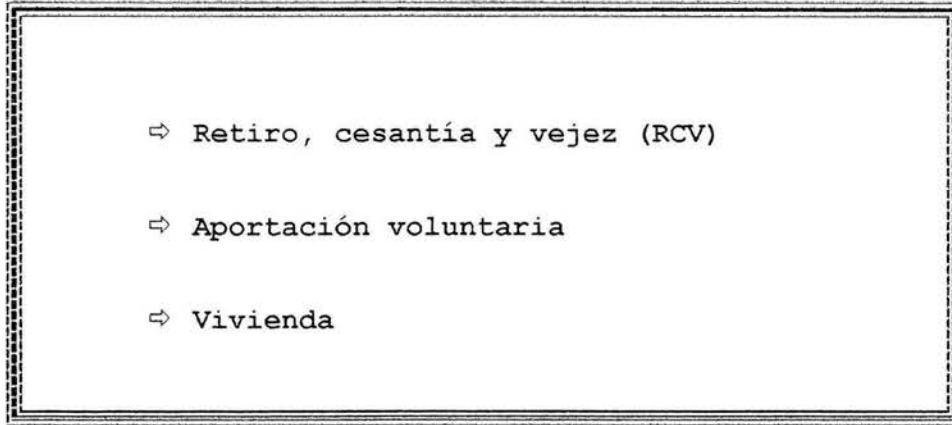 ⇨ Retiro, cesantía y vejez (RCV)
⇨ Aportación voluntaria
⇨ Vivienda